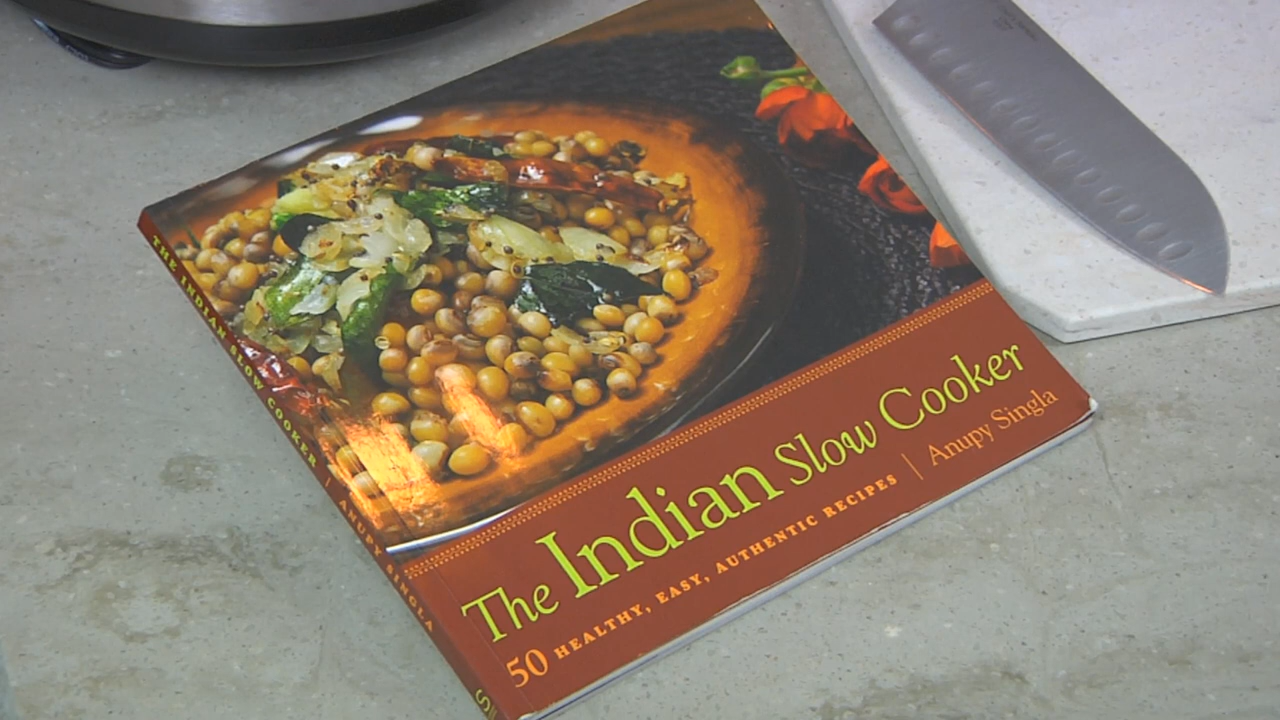 The Indian Slow Cooker
50 HEALTHY, EASY, AUTHENTIC RECIPES | Anupy Singla
THE INDIAN SLOW COOKER | ANUPY SINGLA